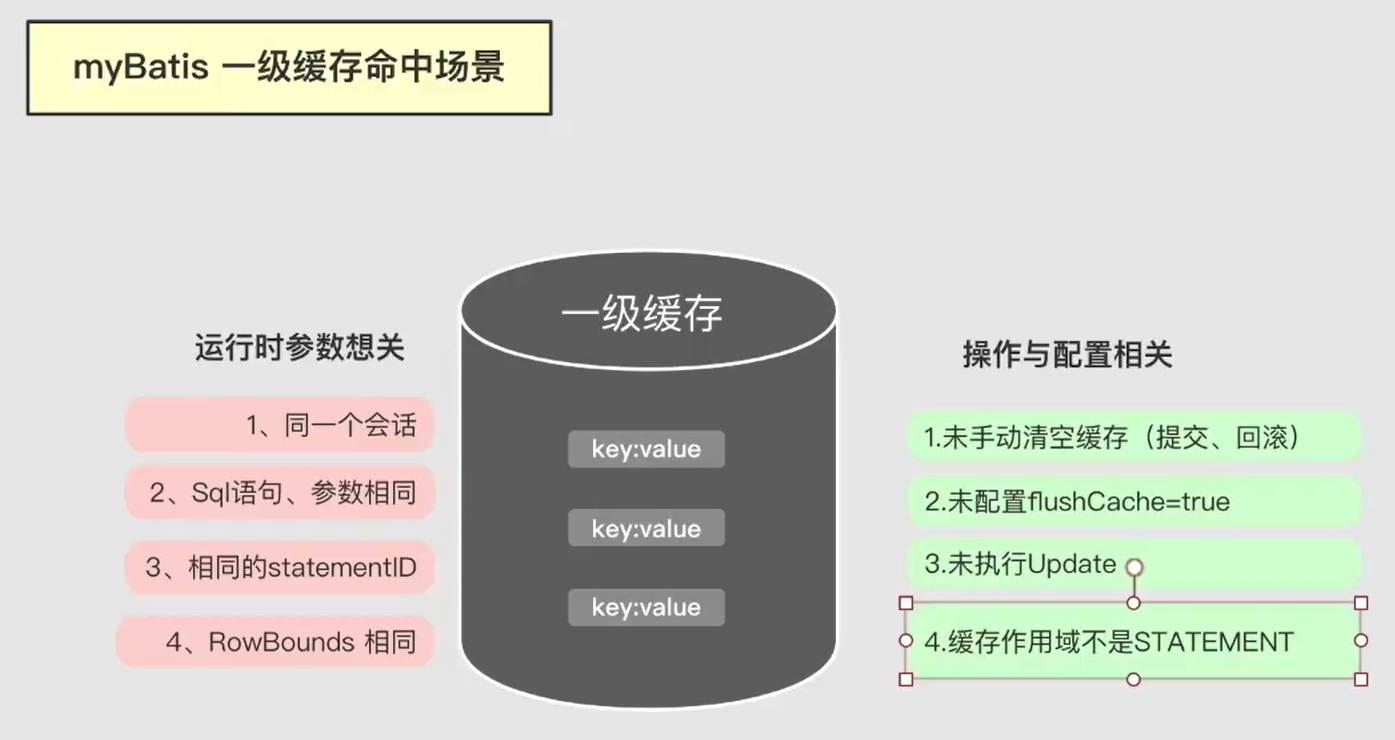 myBatis 一级缓存命中场景
一级缓存
运行时参数想关
1、同一个会话
2、Sql语句、参数相同
3、相同的statementID
4、RowBounds 相同
key:value
key:value
key:value
操作与配置相关
1.未手动清空缓存（提交、回滚）
2.未配置flushCache=true
3.未执行Update
4.缓存作用域不是STATEMENT